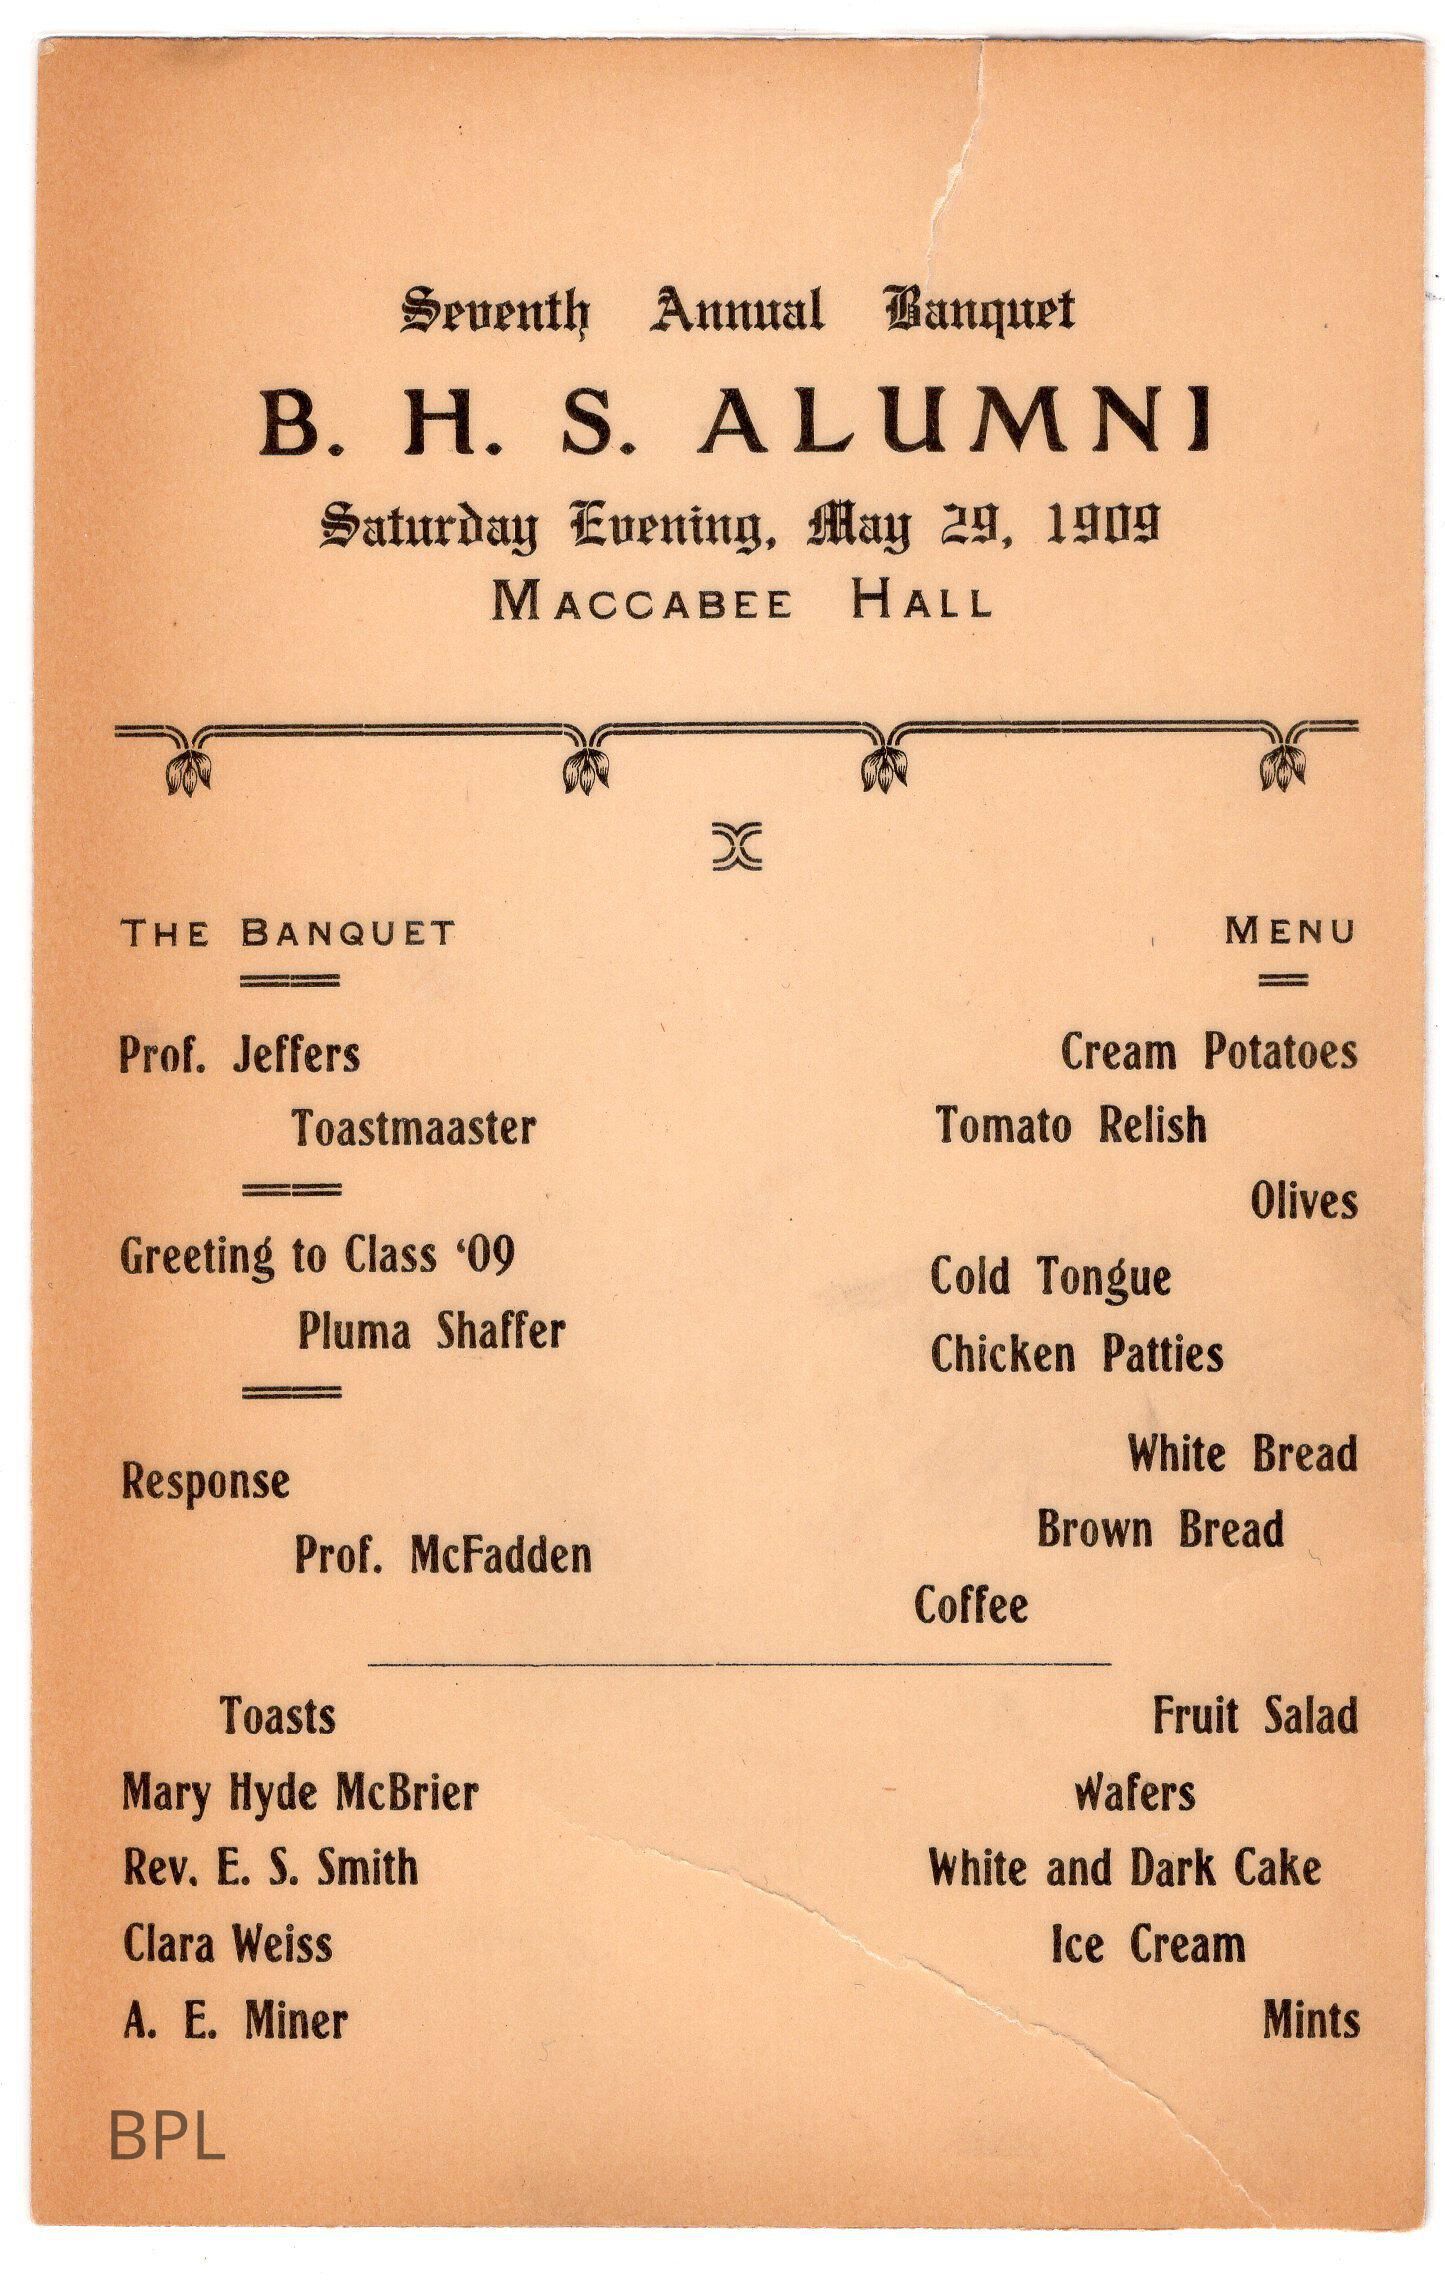 Seventh Annual Banquet
B. H. S. ALUMNI
Saturday Evening, May 29, 1909
MACCABEE HALL
THE BANQUET
Prof. Jeffers
Toastmaaster
Greeting to Class ‘09
Pluma Shaffer
Response
Prof. McFadden
MENU
Cream Potatoes
Tomato Relish
Olives
Cold Tongue
Chicken Patties
White Bread
Brown Bread
Coffee
Toasts
Mary Hyde McBrier
Rev. E. S. Smith
Clara Weiss
A. E. Miner
Fruit Salad
Wafers
White and Dark Cake
Ice Cream
Mints
BPL